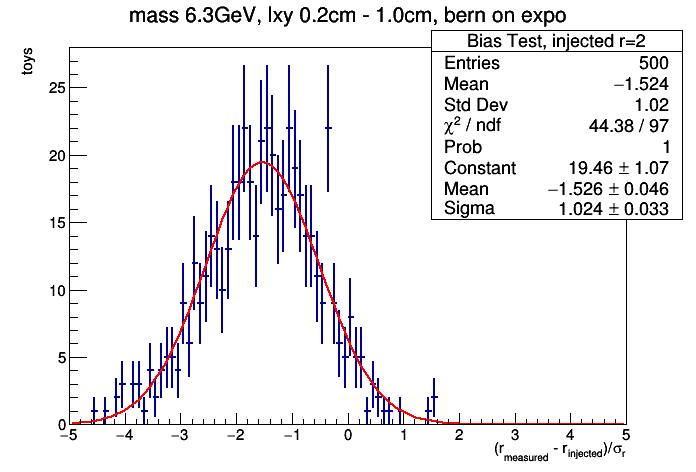 mass 6.3GeV, lxy 0.2cm - 1.0cm, bern on expo
toys
Bias Test, injected r=2
Entries 500
Mean −1.524
Std Dev 1.02
χ² / ndf 44.38 / 97
Prob 1
Constant 19.46 ± 1.07
Mean −1.526 ± 0.046
Sigma 1.024 ± 0.033
25
20
15
10
5
0
−5 −4 −3 −2 −1 0 1 2 3 4 5
(r_measured - r_injected)/σ_r